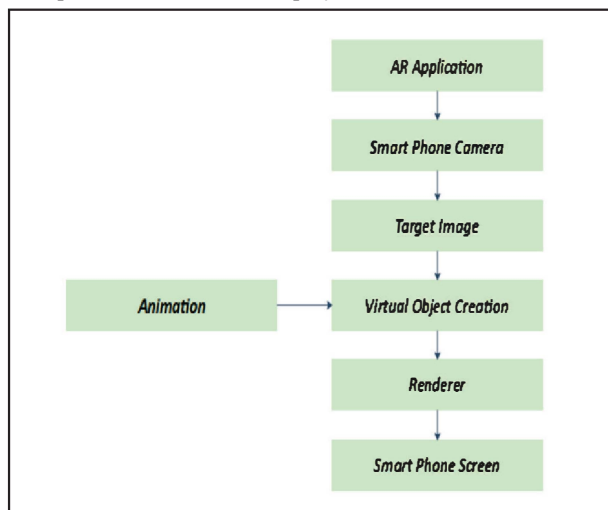 AR Application
Smart Phone Camera
Target Image
Animation
Virtual Object Creation
Renderer
Smart Phone Screen